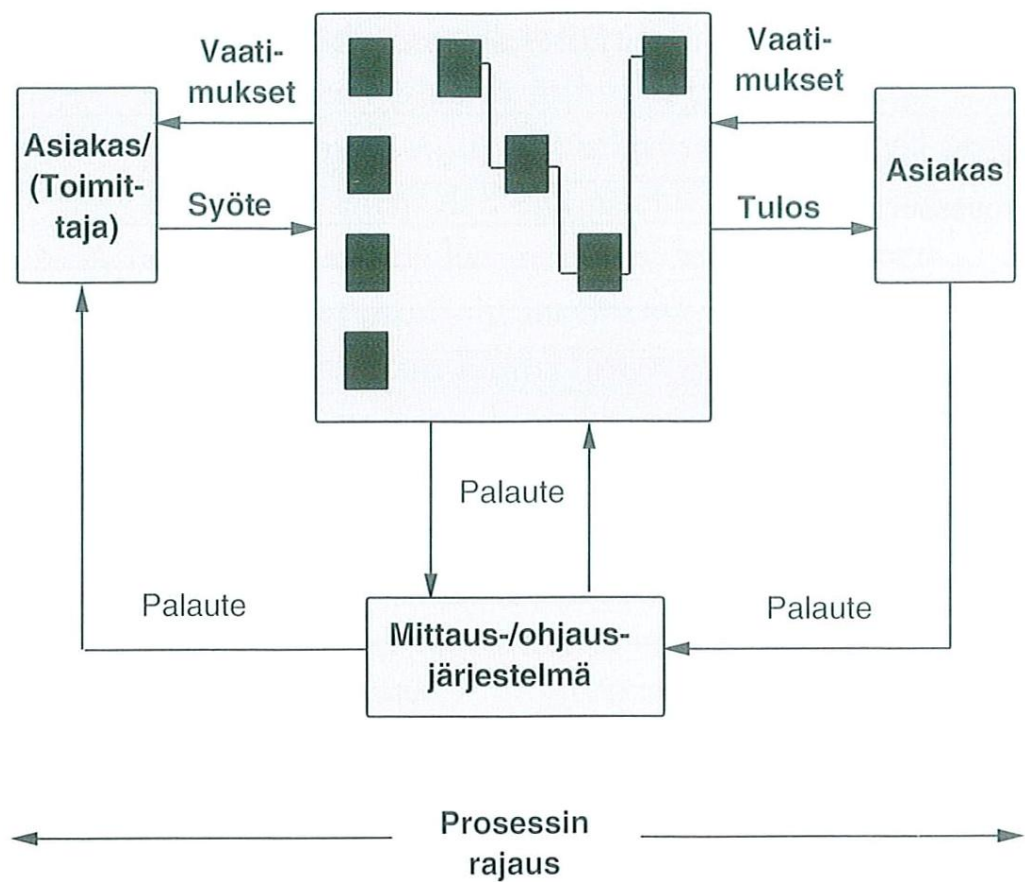 Vaati-
mukset
Vaati-
mukset
Asiakas/
(Toimit-
taja)
Asiakas
Syöte
Tulos
Palaute
Palaute
Palaute
Mittaus-/ohjaus-
järjestelmä
Prosessin
rajaus